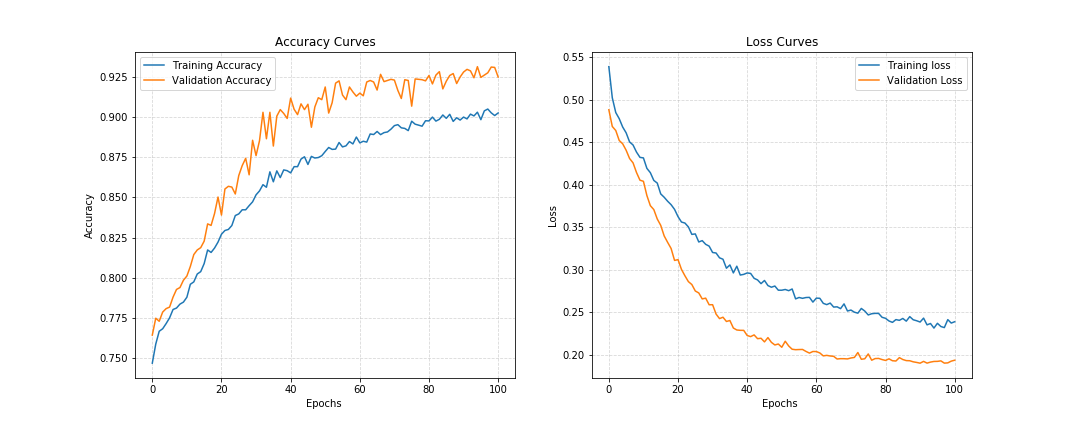 Accuracy Curves
Training Accuracy
Validation Accuracy
0.925
0.900
0.875
0.850
0.825
0.800
0.775
0.750
Accuracy
0 20 40 60 80 100
Epochs
Loss Curves
Training loss
Validation Loss
0.55
0.50
0.45
0.40
0.35
0.30
0.25
0.20
Loss
0 20 40 60 80 100
Epochs